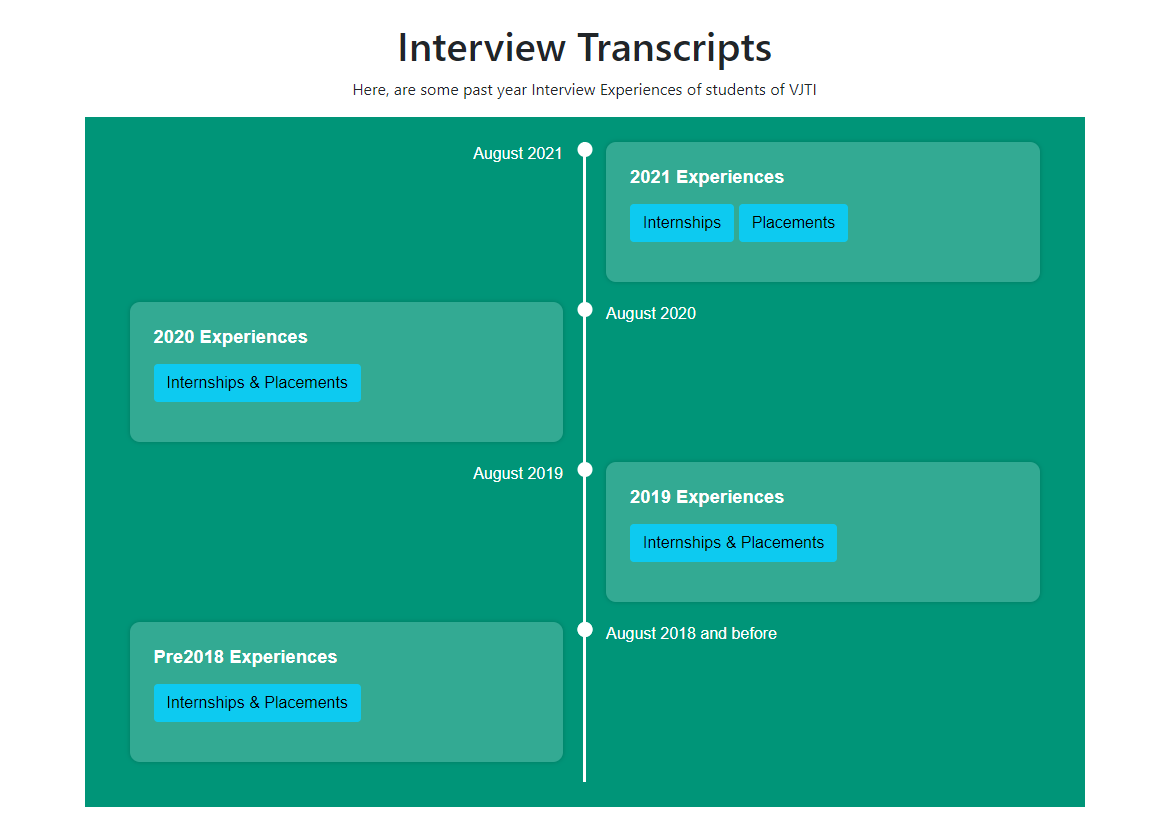 Interview Transcripts
Here, are some past year Interview Experiences of students of VJTI
August 2021
2021 Experiences
Internships Placements
August 2020
2020 Experiences
Internships & Placements
August 2019
2019 Experiences
Internships & Placements
August 2018 and before
Pre2018 Experiences
Internships & Placements